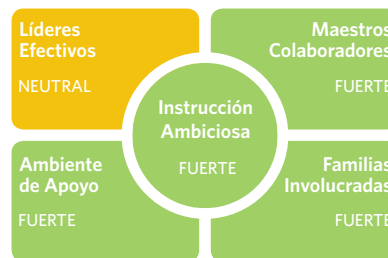 Líderes
Efectivos
NEUTRAL
Maestros
Colaboradores
FUERTE
Instrucción
Ambiciosa
FUERTE
Ambiente
de Apoyo
FUERTE
Familias
Involucradas
FUERTE